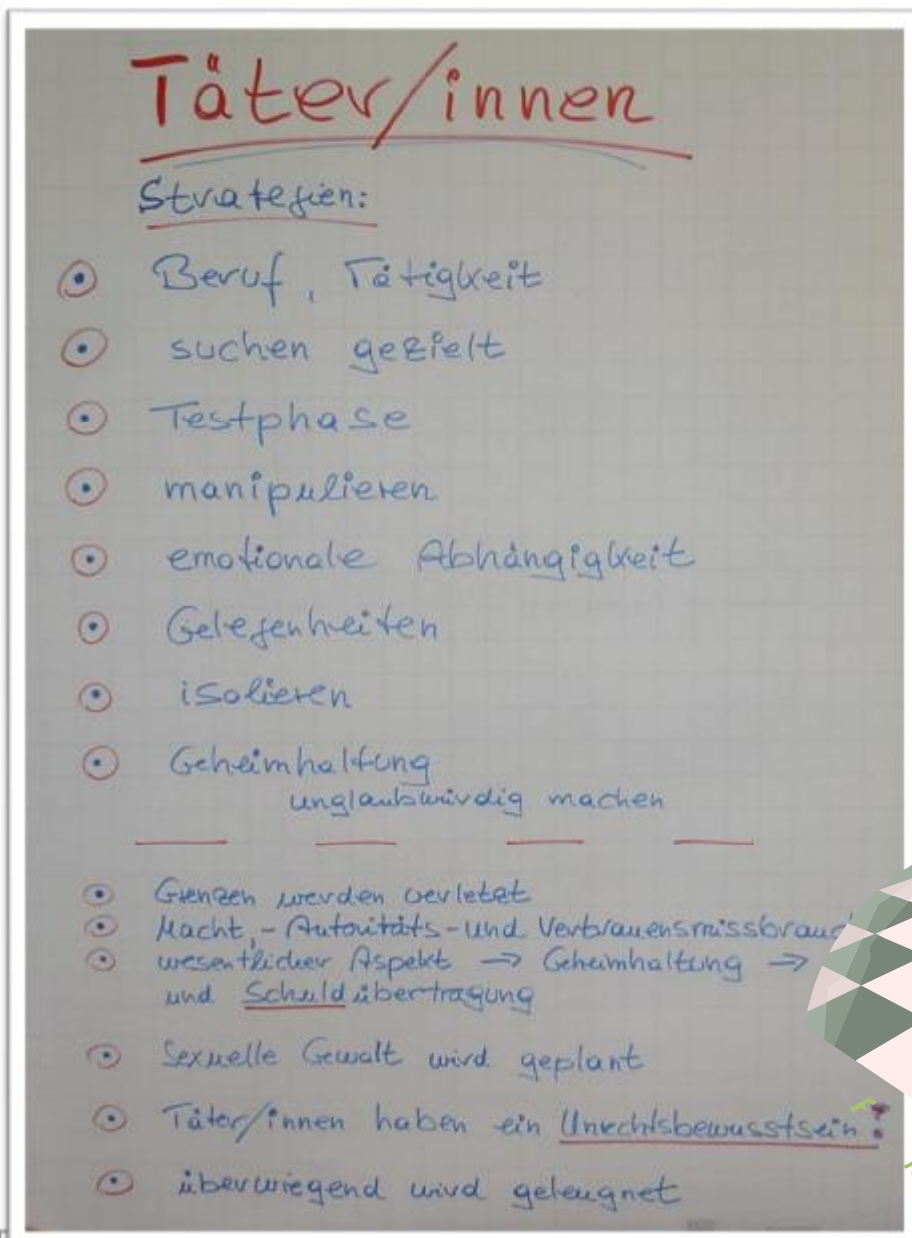 Täter/innen
Strategien:
Beruf, Tätigkeit
suchen gezielt
Testphase
manipulieren
emotionale Abhängigkeit
Gelegenheiten
isolieren
Geheimhaltung
unglaubwürdig machen
Grenzen werden verletzt
Macht,- Autoritäts- und Vertrauensmissbrauch
wesentlicher Aspekt → Geheimhaltung →
und Schuldübertragung
Sexuelle Gewalt wird geplant
Täter/innen haben ein Unrechtsbewusstsein!
überwiegend wird geleugnet